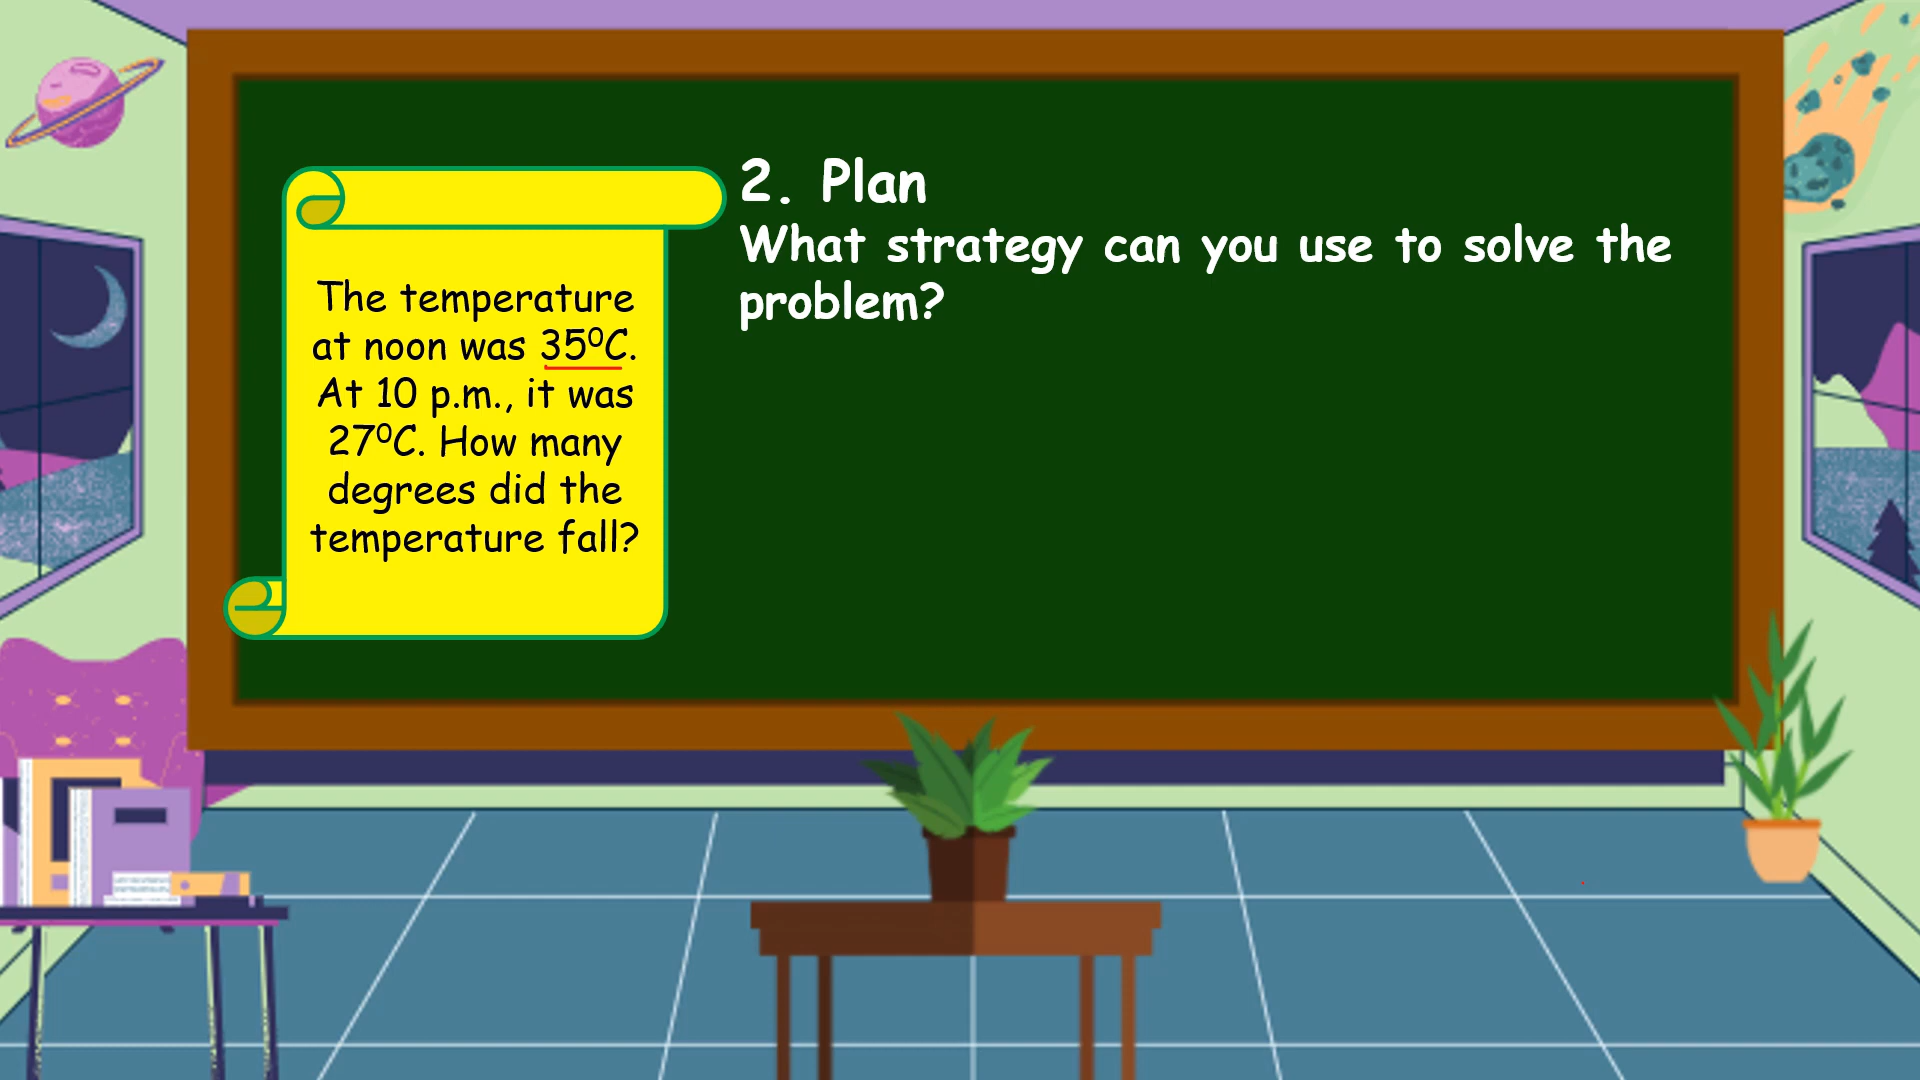 The temperature
at noon was 35⁰C.
At 10 p.m., it was
27⁰C. How many
degrees did the
temperature fall?
2. Plan
What strategy can you use to solve the
problem?